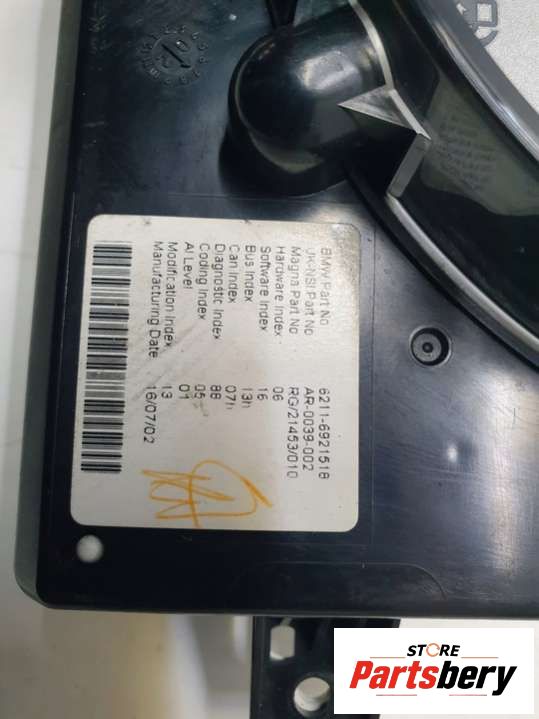 BMW Part No 6211-6921518
UK-NSI Part No AR-0039-002
Magna Part No RG/21453/010
Hardware Index 06
Software Index 16
Bus Index 13h
Can Index 07h
Diagnostic Index 88
Coding Index 05
AI Level 01
Modification Index 13
Manufacturing Date 16/07/02
STORE
Partsbery